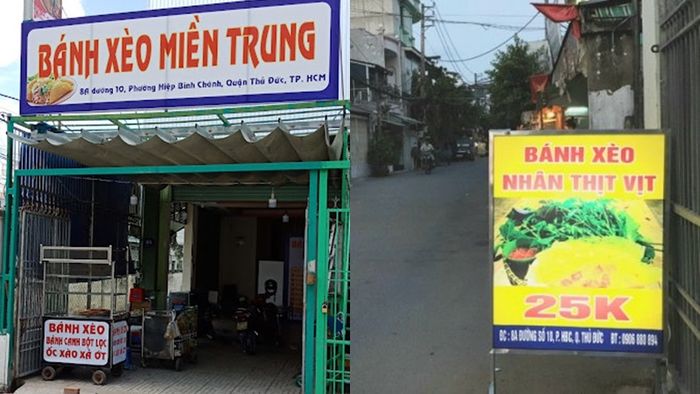 BÁNH XÈO MIỀN TRUNG
8A đường 10, Phường Hiệp Bình Chánh, Quận Thủ Đức, TP. HCM
BÁNH XÈO
BÁNH CANH BỘT LỌC
ỐC XÀO XẢ ỚT
BÁNH XÈO
NHÂN THỊT VỊT
25K
ĐC : 8A ĐƯỜNG SỐ 10, P. HBC, Q. THỦ ĐỨC ĐT : 0906 880 894